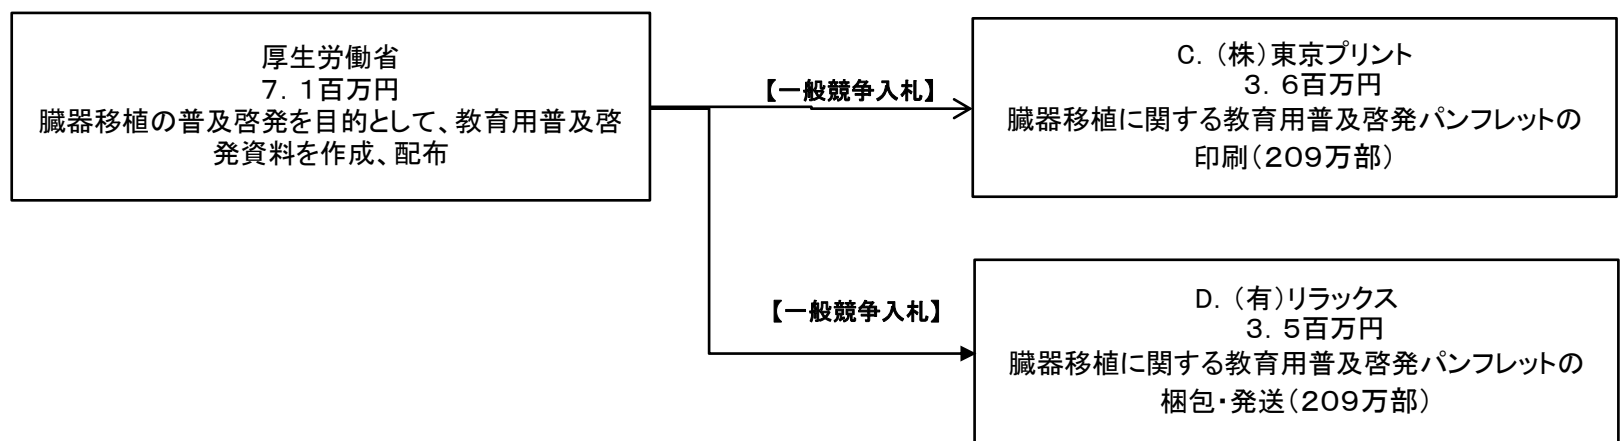 厚生労働省
7．1百万円
臓器移植の普及啓発を目的として、教育用普及啓
発資料を作成、配布
【一般競争入札】
C．（株）東京プリント
3．6百万円
臓器移植に関する教育用普及啓発パンフレットの
印刷（209万部）
【一般競争入札】
D．（有）リラックス
3．5百万円
臓器移植に関する教育用普及啓発パンフレットの
梱包・発送（209万部）